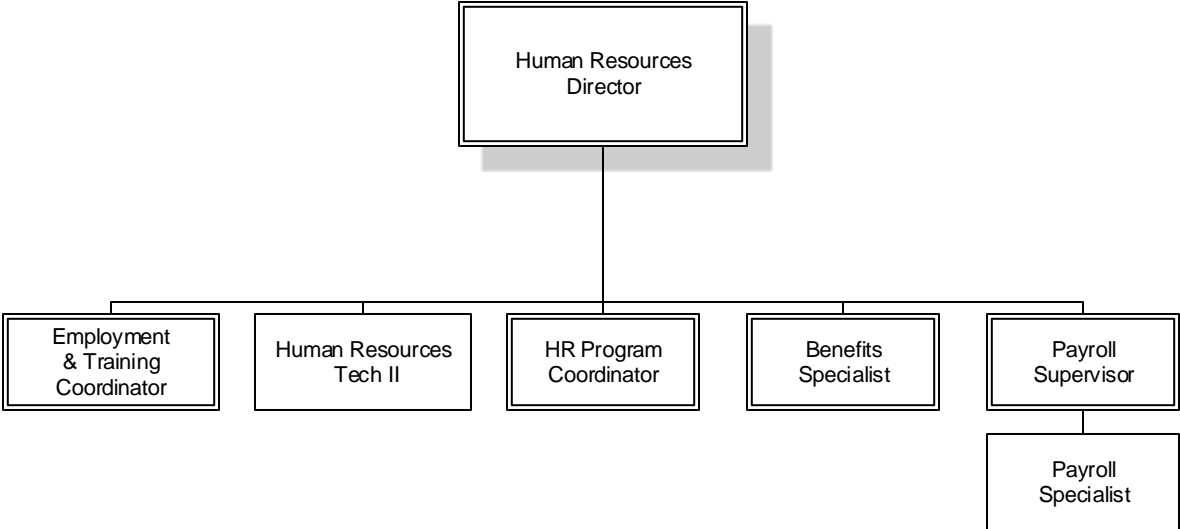 Human Resources
Director
Employment
& Training
Coordinator
Human Resources
Tech II
HR Program
Coordinator
Benefits
Specialist
Payroll
Supervisor
Payroll
Specialist